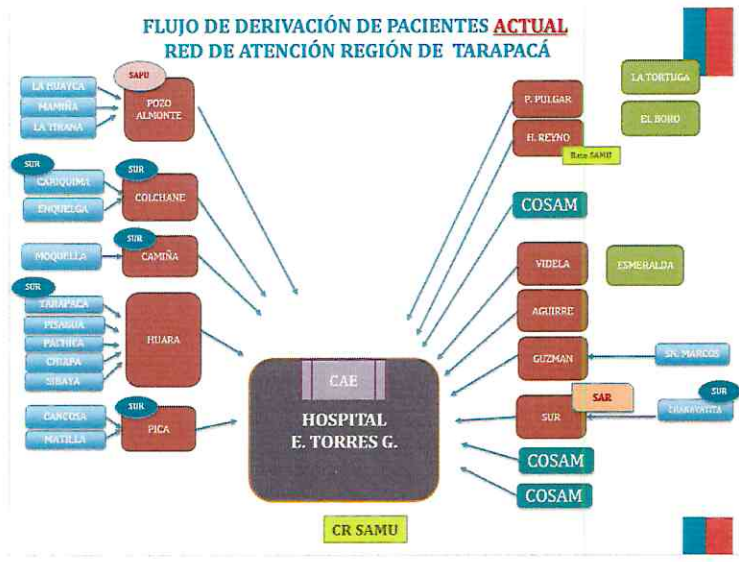 FLUJO DE DERIVACIÓN DE PACIENTES ACTUAL
RED DE ATENCIÓN REGIÓN DE TARAPACÁ
SAPU
LA HUAYCA
MAMIÑA
LA TIRANA
POZO
ALMONTE
SUR
CARIQUIMA
ENQUELGA
SUR
COLCHANE
MOQUELLA
SUR
CAMIÑA
SUR
TARAPACA
PISAGUA
PACHICA
CHIAPA
SIBAYA
HUARA
CANCOSA
MATILLA
SUR
PICA
CAE
HOSPITAL
E. TORRES G.
CR SAMU
P. PULGAR
H. REYNO
Base SAMU
LA TORTUGA
EL BORO
COSAM
VIDELA
ESMERALDA
AGUIRRE
GUZMAN
SN. MARCOS
SUR
SAR
SUR
CHANAVAYITA
COSAM
COSAM